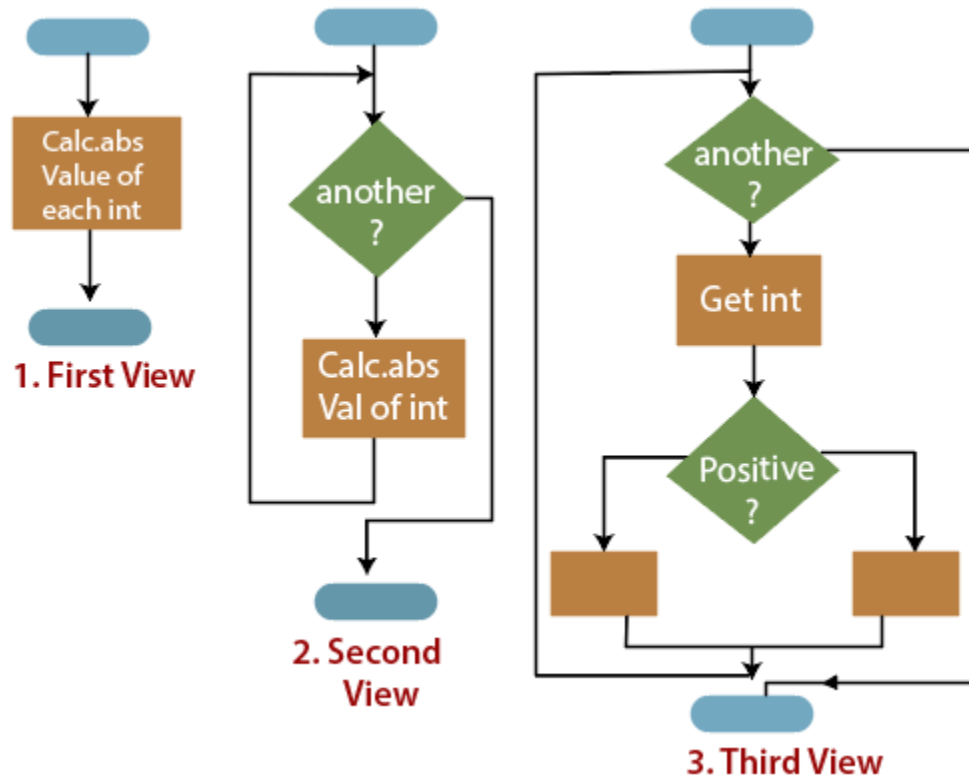 Calc.abs
Value of
each int
1. First View
another
?
Calc.abs
Val of int
2. Second
View
another
?
Get int
Positive
?
3. Third View